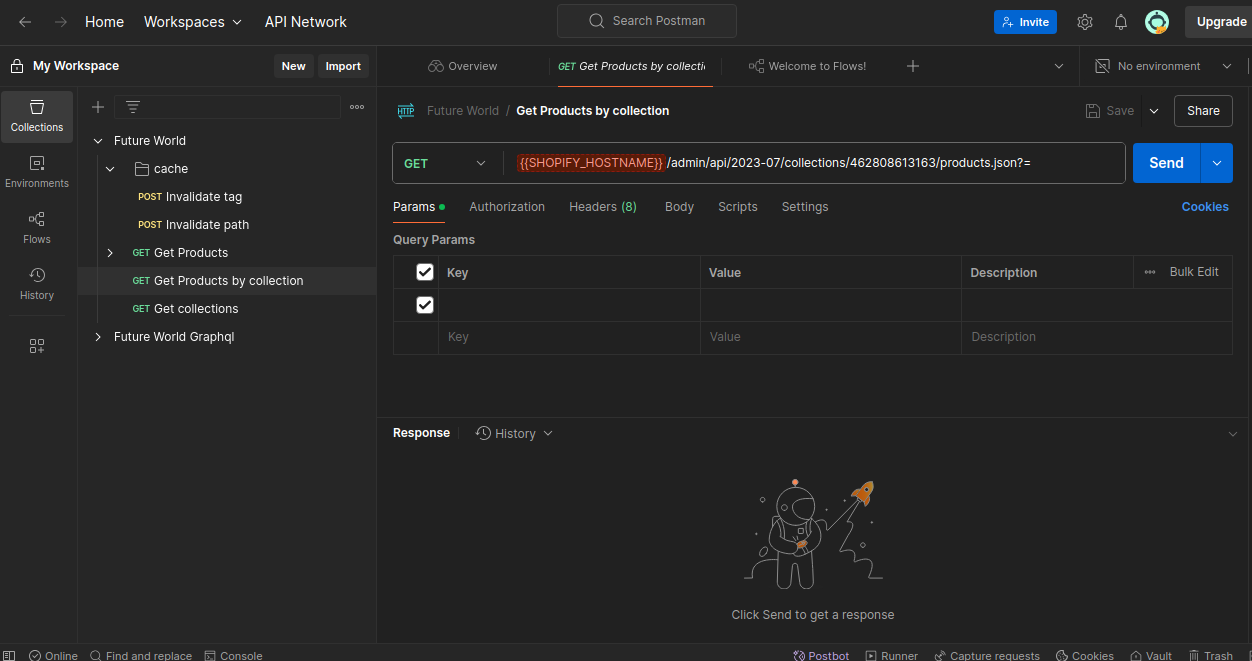 Home Workspaces API Network Search Postman Invite Upgrade
My Workspace New Import Overview GET Get Products by collecti Welcome to Flows! No environment
Collections
Environments
Flows
History
Future World
cache
POST Invalidate tag
POST Invalidate path
GET Get Products
GET Get Products by collection
GET Get collections
Future World Graphql
HTTP Future World / Get Products by collection Save Share
GET {{SHOPIFY_HOSTNAME}}/admin/api/2023-07/collections/462808613163/products.json?= Send
Params Authorization Headers (8) Body Scripts Settings Cookies
Query Params
Key Value Description Bulk Edit
Key Value Description
Response History
Click Send to get a response
Online Find and replace Console Postbot Runner Capture requests Cookies Vault Trash